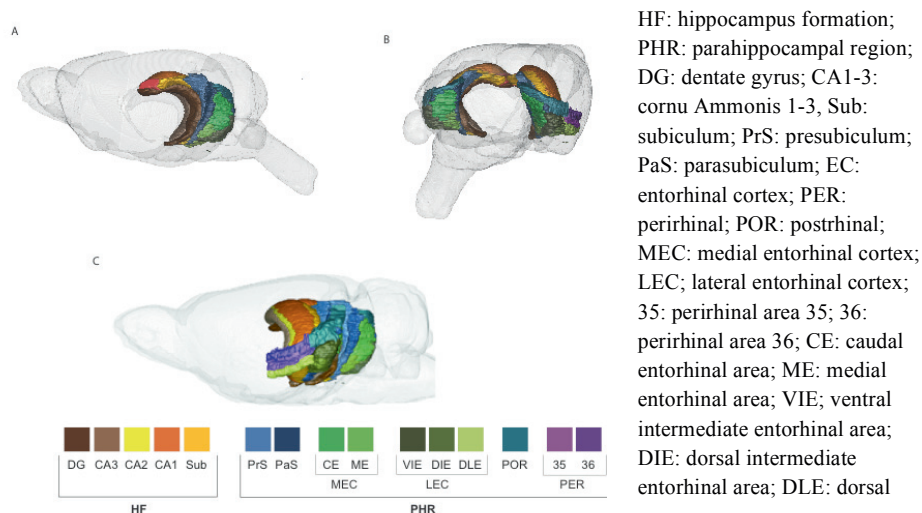 A
B
C
DG CA3 CA2 CA1 Sub PrS PaS CE ME VIE DIE DLE POR 35 36
MEC LEC PER
HF PHR
HF: hippocampus formation;
PHR: parahippocampal region;
DG: dentate gyrus; CA1-3:
cornu Ammonis 1-3, Sub:
subiculum; PrS: presubiculum;
PaS: parasubiculum; EC:
entorhinal cortex; PER:
perirhinal; POR: postrhinal;
MEC: medial entorhinal cortex;
LEC; lateral entorhinal cortex;
35: perirhinal area 35; 36:
perirhinal area 36; CE: caudal
entorhinal area; ME: medial
entorhinal area; VIE; ventral
intermediate entorhinal area;
DIE: dorsal intermediate
entorhinal area; DLE: dorsal